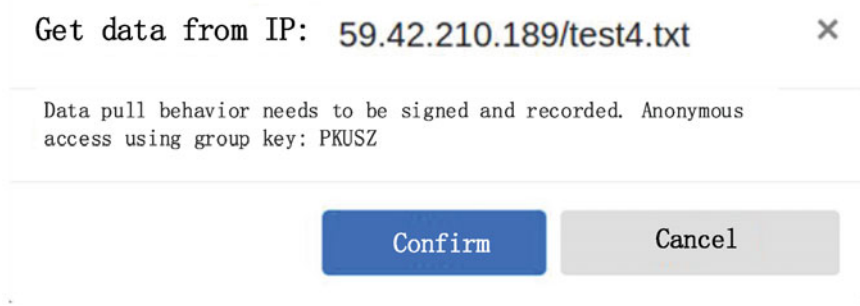 Get data from IP: 59.42.210.189/test4.txt ×
Data pull behavior needs to be signed and recorded. Anonymous
access using group key: PKUSZ
Confirm Cancel